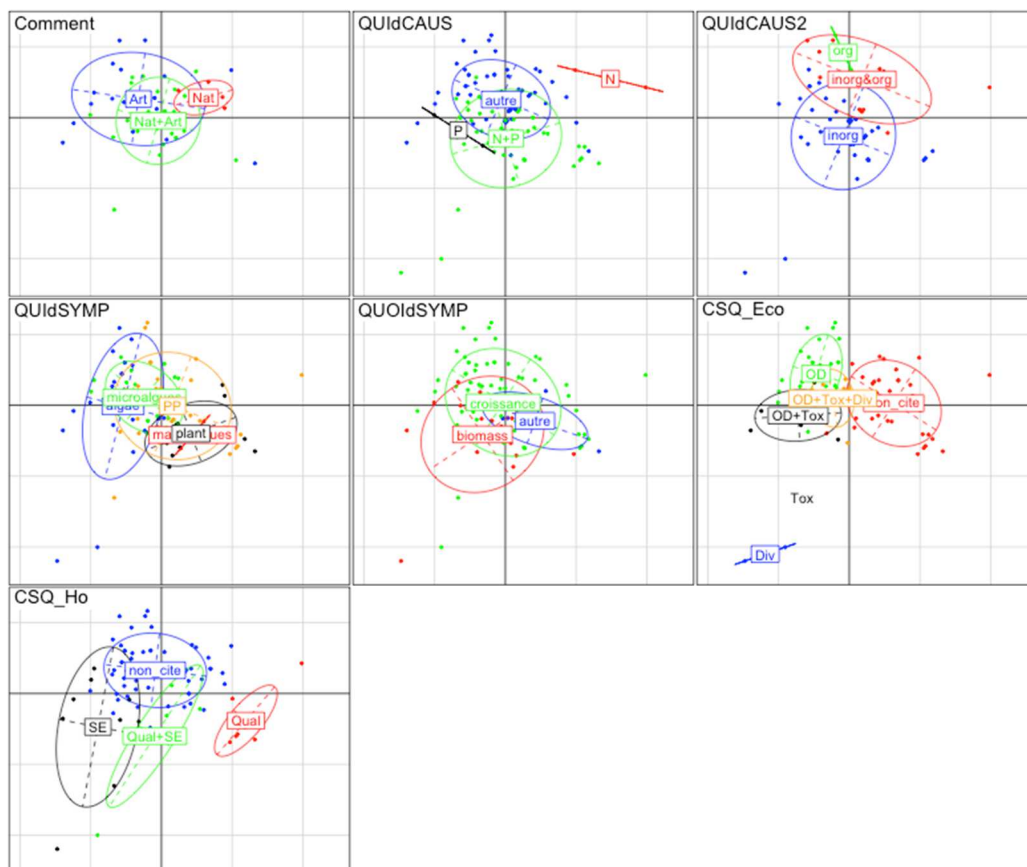 Comment
Art
Nat
Nat+Art
QUIdCAUS
N
autre
P
N+P
QUIdCAUS2
org
inorg&org
inorg
QUIdSYMP
microalgues
PP
plant
QUOIdSYMP
croissance
autre
biomass
CSQ_Eco
OD
OD+Tox+Div
OD+Tox
Tox
Div
CSQ_Ho
non_cite
Qual
SE
Qual+SE